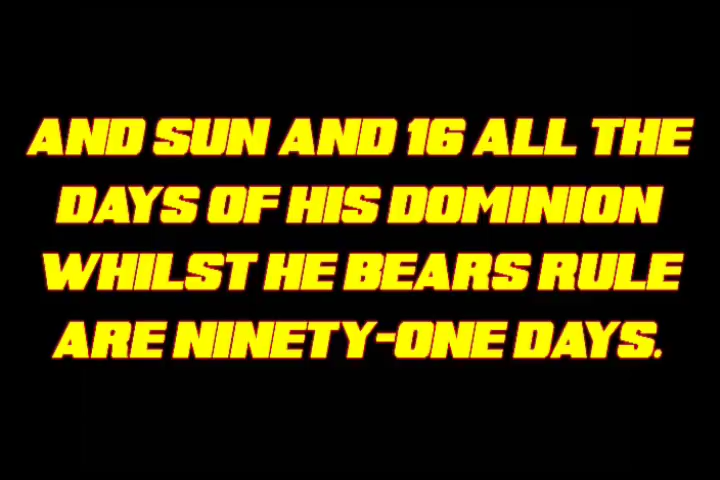 AND SUN AND 16 ALL THE
DAYS OF HIS DOMINION
WHILST HE BEARS RULE
ARE NINETY-ONE DAYS.